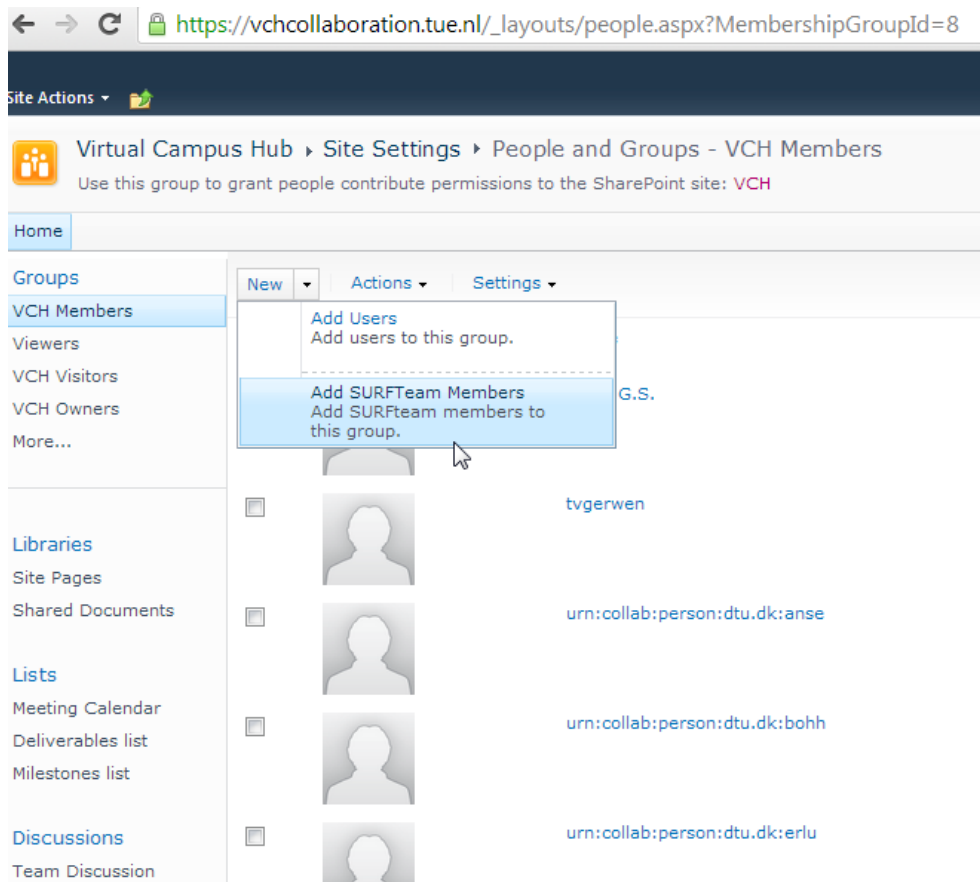 https://vchcollaboration.tue.nl/_layouts/people.aspx?MembershipGroupId=8
Site Actions
Virtual Campus Hub › Site Settings › People and Groups - VCH Members
Use this group to grant people contribute permissions to the SharePoint site: VCH
Home
Groups
VCH Members
Viewers
VCH Visitors
VCH Owners
More...
Libraries
Site Pages
Shared Documents
Lists
Meeting Calendar
Deliverables list
Milestones list
Discussions
Team Discussion
New Actions Settings
Add Users
Add users to this group.
Add SURFTeam Members
Add SURFteam members to
this group.
G.S.
tvgerwen
urn:collab:person:dtu.dk:anse
urn:collab:person:dtu.dk:bohh
urn:collab:person:dtu.dk:erlu